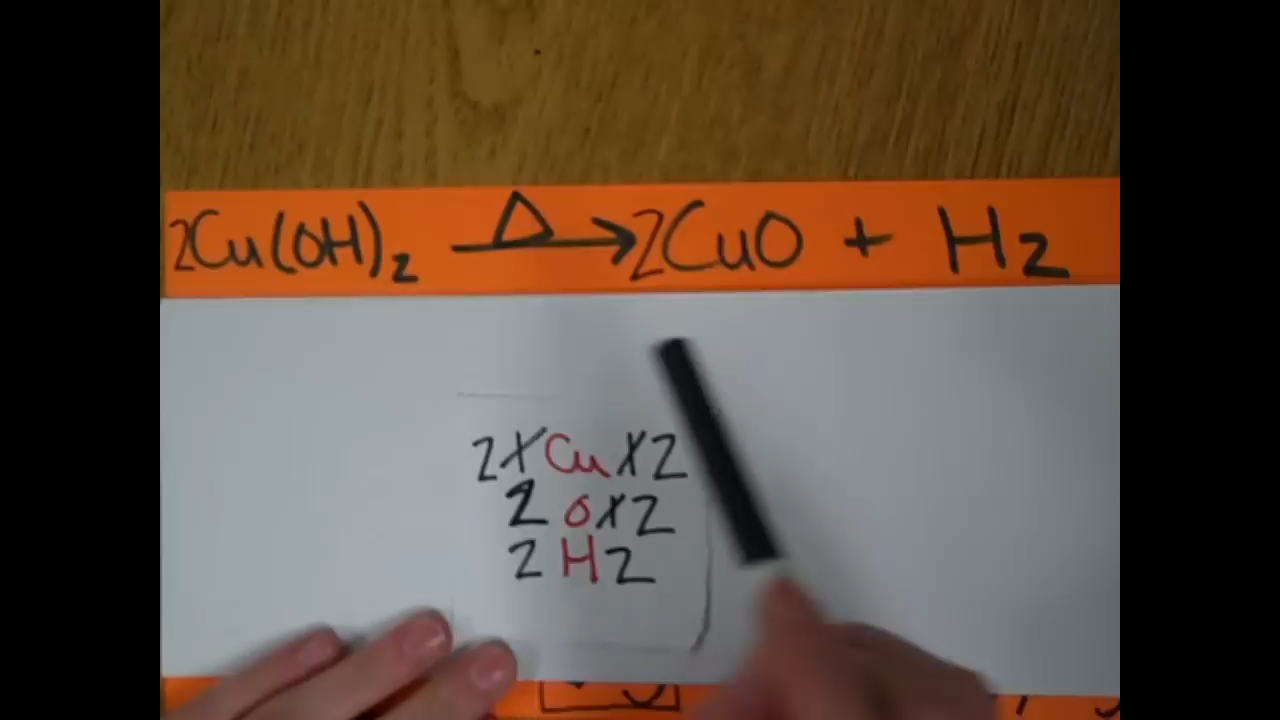 2Cu(OH)₂ —Δ→ 2CuO + H₂
2 X Cu X 2
2 O X 2
2 H 2